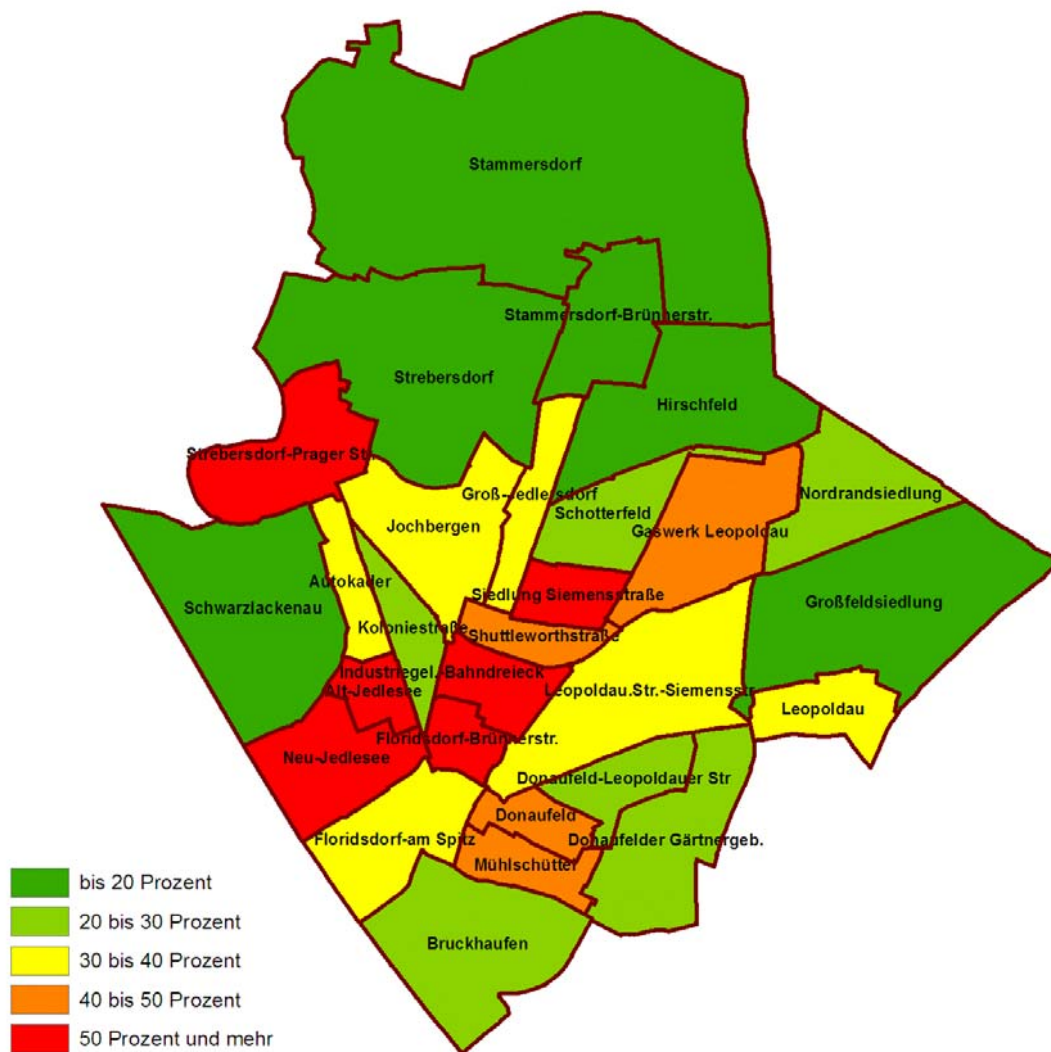 Stammersdorf
Stammersdorf-Brünnerstr.
Strebersdorf
Hirschfeld
Strebersdorf-Prager Str.
Groß-Jedlersdorf
Nordrandsiedlung
Schotterfeld
Jochbergen
Gaswerk Leopoldau
Autokader
Siedlung Siemensstraße
Schwarzlackenau
Großfeldsiedlung
Koloniestraße
Shuttleworthstraße
Industriegel.-Bahndreieck
Alt-Jedlesee
Leopoldau.Str.-Siemensstr.
Leopoldau
Floridsdorf-Brünnerstr.
Neu-Jedlesee
Donaufeld-Leopoldauer Str
Donaufeld
Floridsdorf-am Spitz
Donaufelder Gärtnergeb.
Mühlschüttel
Bruckhaufen
bis 20 Prozent
20 bis 30 Prozent
30 bis 40 Prozent
40 bis 50 Prozent
50 Prozent und mehr